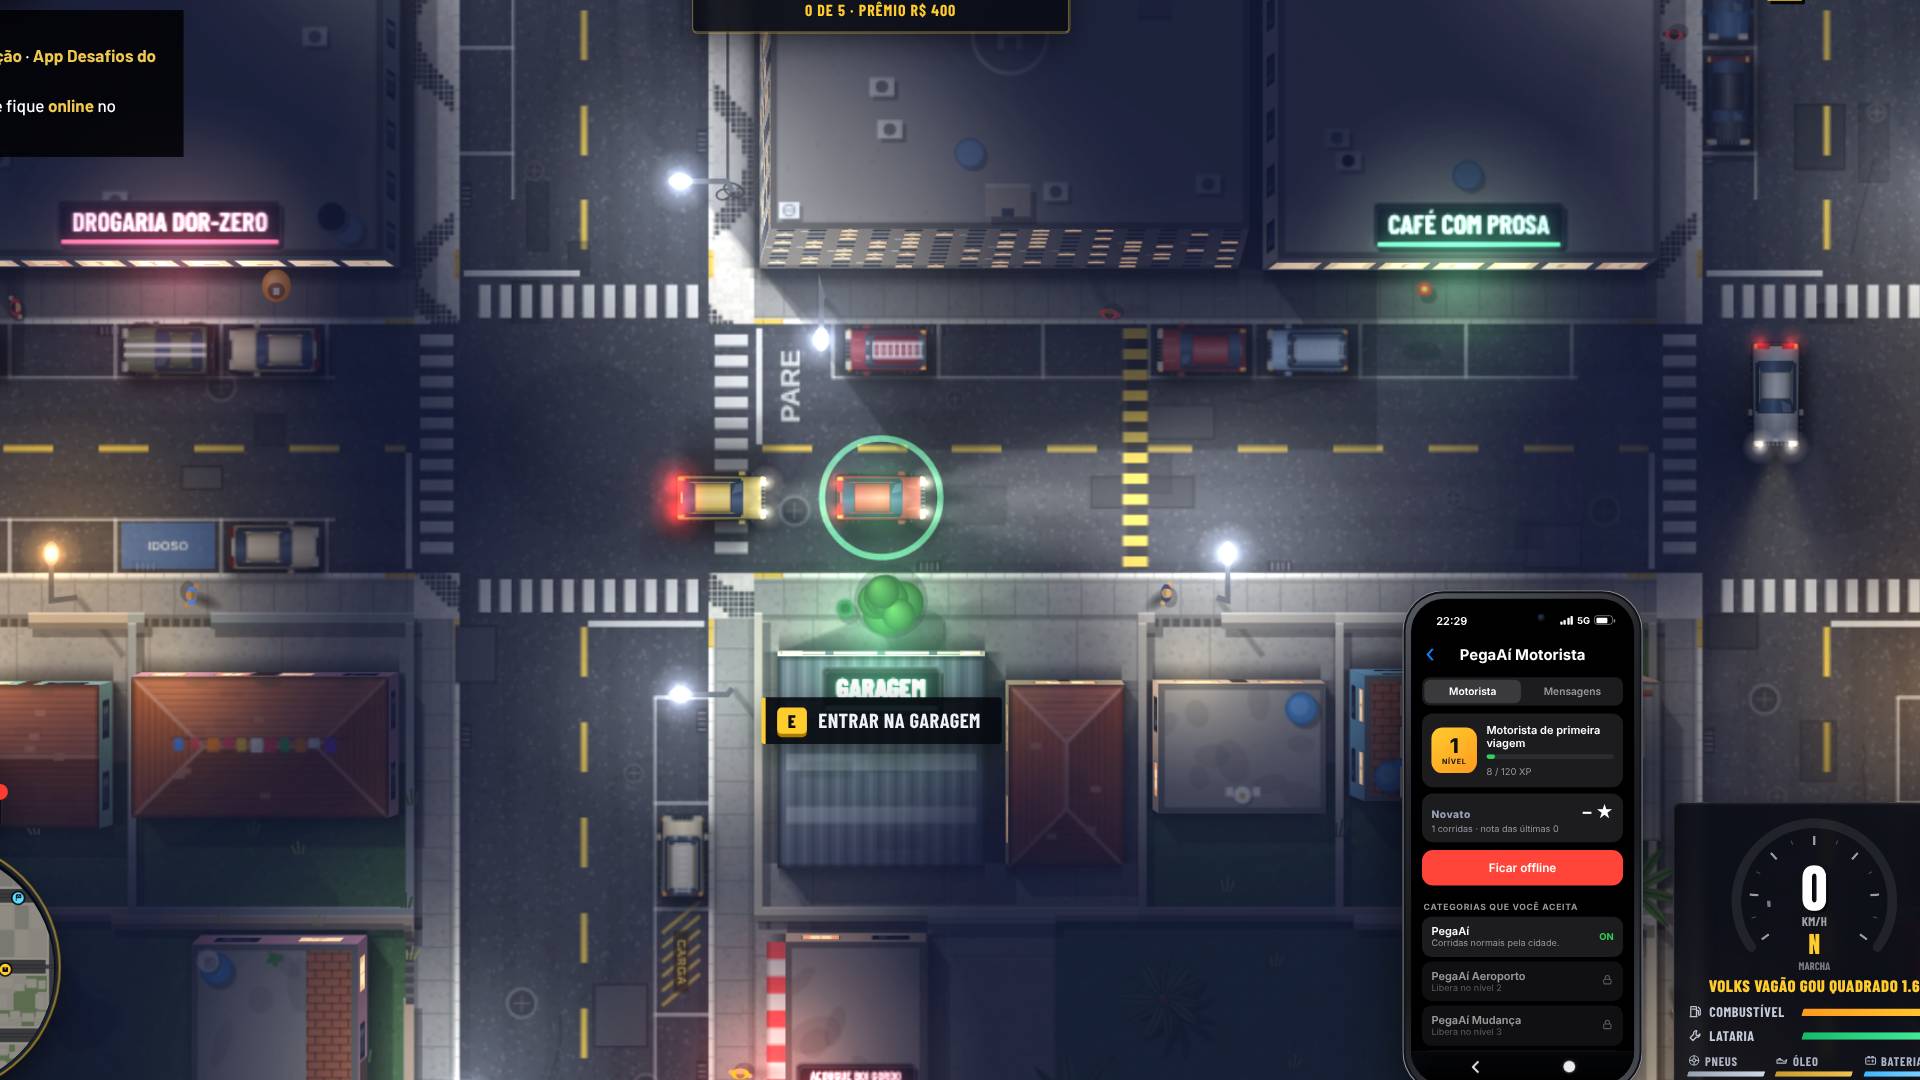 0 DE 5 · PRÊMIO R$ 400
ção · App Desafios do
e fique online no
DROGARIA DOR-ZERO
CAFÉ COM PROSA
PARE
IDOSO
GARAGEM
E ENTRAR NA GARAGEM
CARGA
22:29
5G
PegaAí Motorista
Motorista
Mensagens
1
NÍVEL
Motorista de primeira
viagem
8 / 120 XP
Novato
– ★
1 corridas · nota das últimas 0
Ficar offline
CATEGORIAS QUE VOCÊ ACEITA
PegaAí
ON
Corridas normais pela cidade.
PegaAí Aeroporto
Libera no nível 2
PegaAí Mudança
Libera no nível 3
0
KM/H
N
MARCHA
VOLKS VAGÃO GOU QUADRADO 1.6
COMBUSTÍVEL
LATARIA
PNEUS
ÓLEO
BATERIA